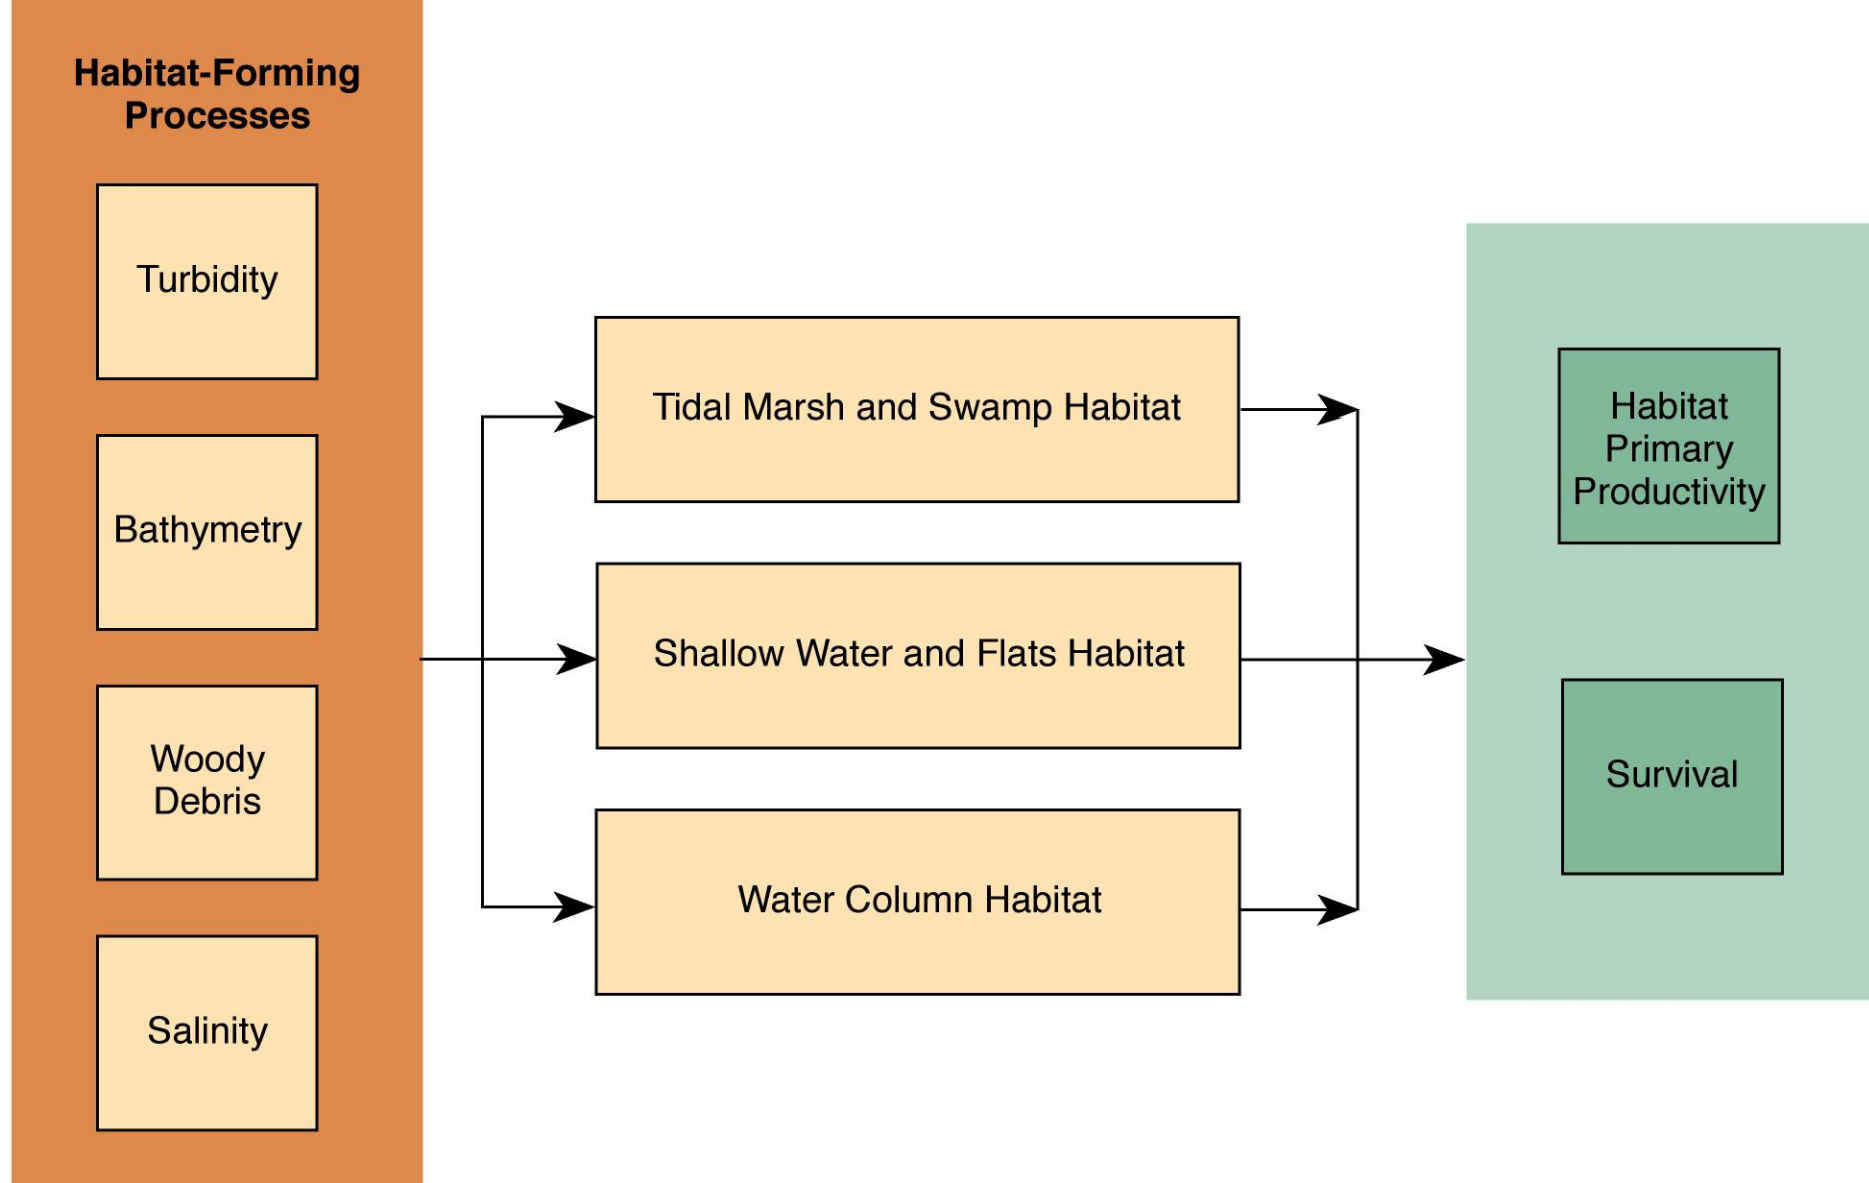 Habitat-Forming
Processes
Turbidity
Bathymetry
Woody
Debris
Salinity
Tidal Marsh and Swamp Habitat
Shallow Water and Flats Habitat
Water Column Habitat
Habitat
Primary
Productivity
Survival